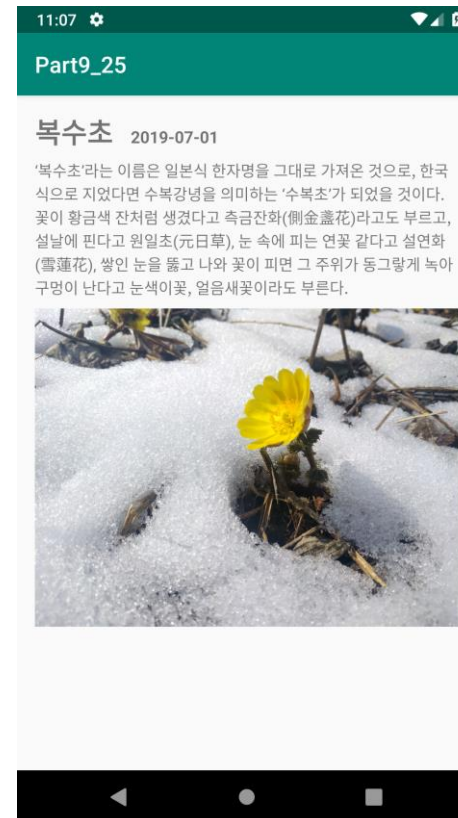 11:07
Part9_25
복수초 2019-07-01
‘복수초’라는 이름은 일본식 한자명을 그대로 가져온 것으로, 한국
식으로 지었다면 수복강녕을 의미하는 ‘수복초’가 되었을 것이다.
꽃이 황금색 잔처럼 생겼다고 측금잔화(側金盞花)라고도 부르고,
설날에 핀다고 원일초(元日草), 눈 속에 피는 연꽃 같다고 설연화
(雪蓮花), 쌓인 눈을 뚫고 나와 꽃이 피면 그 주위가 동그랗게 녹아
구멍이 난다고 눈색이꽃, 얼음새꽃이라도 부른다.